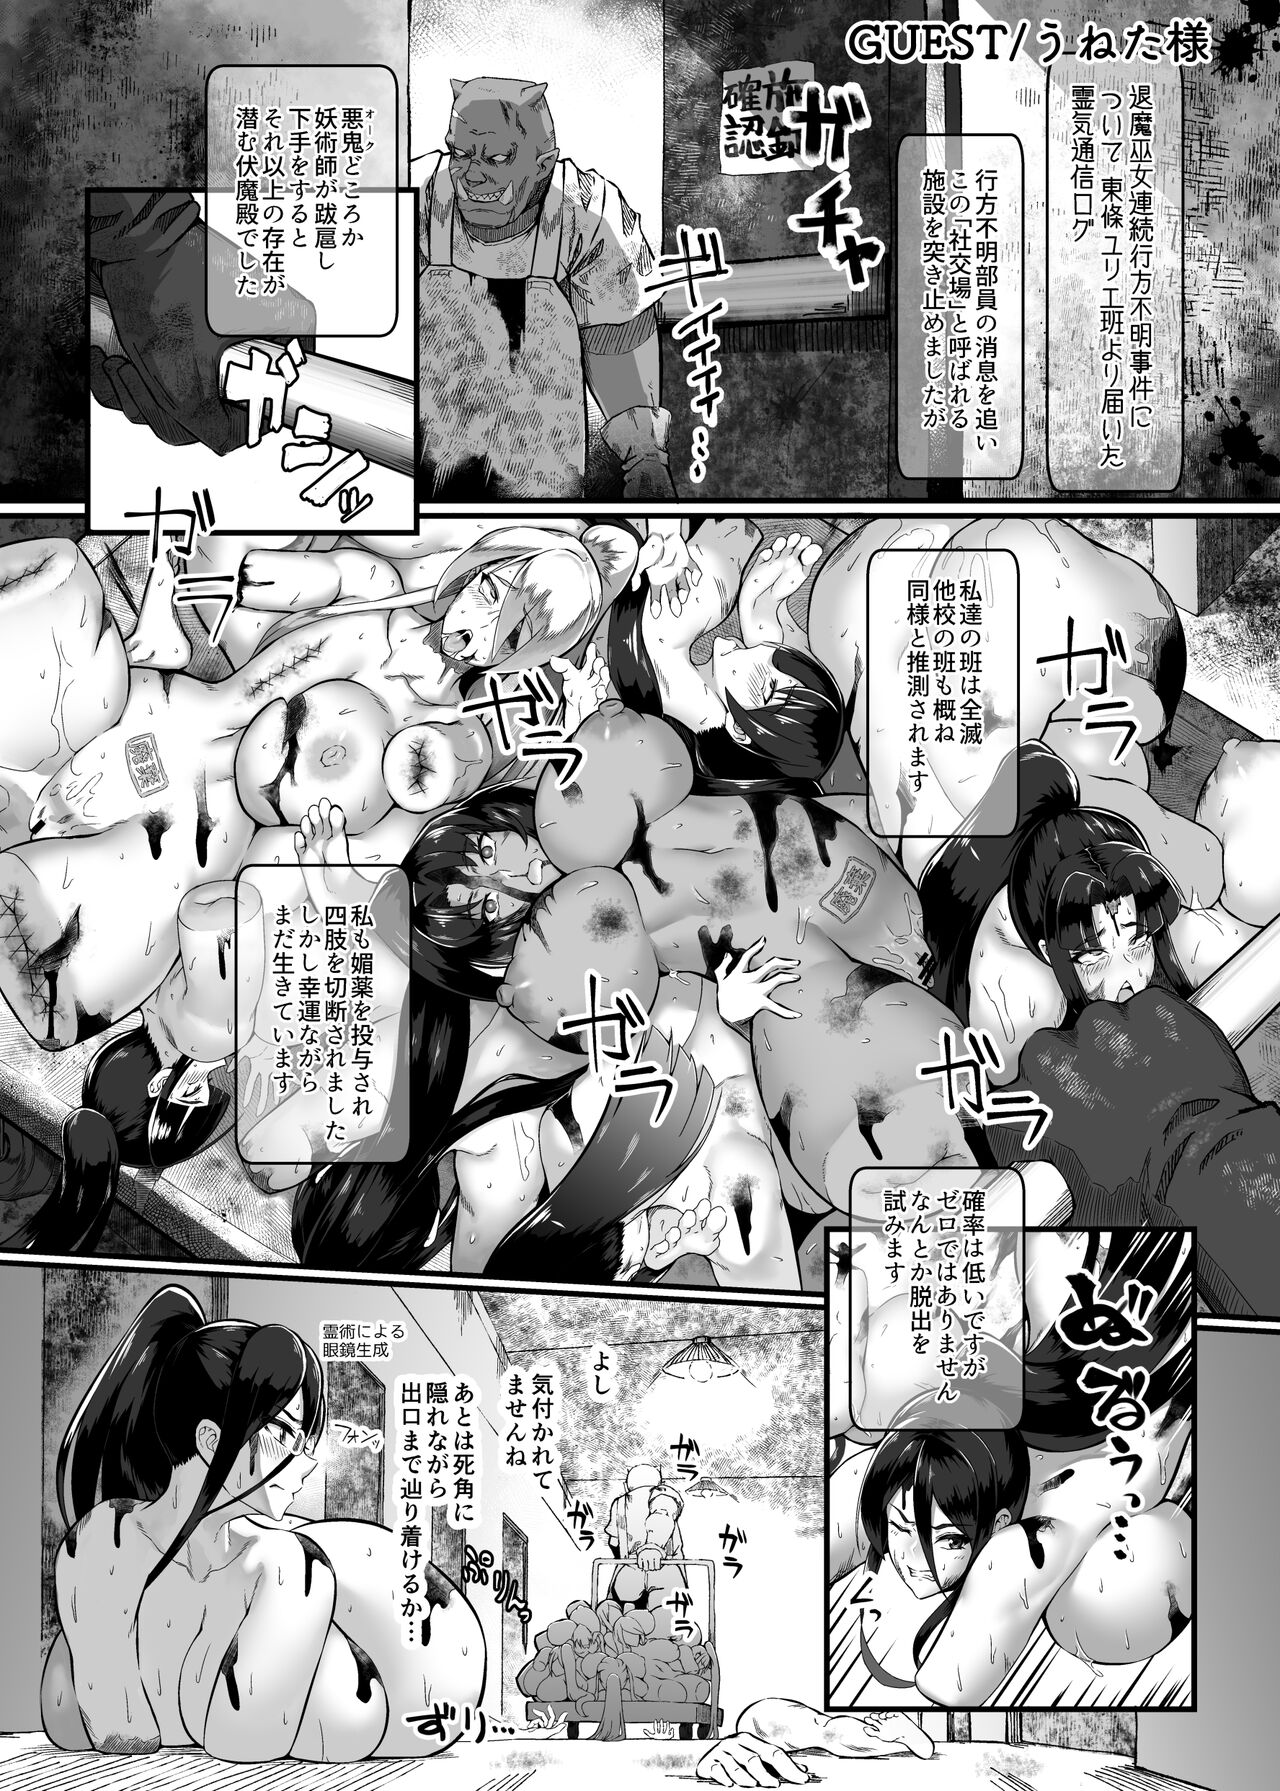 GUEST/うねた様
退魔巫女連続行方不明事件に
ついて 東條ユリエ班より届いた
霊気通信ログ
施錠
確認
ガチャ
行方不明部員の消息を追い
この「社交場」と呼ばれる
施設を突き止めましたが
ギィィィィ…
悪鬼どころか
オーク
妖術師が跋扈し
下手をすると
それ以上の存在が
潜む伏魔殿でした
ガシッ
私達の班は全滅
他校の班も概ね
同様と推測されます
ガラ
ガラ
ガラ
ガラ
ガラ
私も媚薬を投与され
四肢を切断されました
しかし幸運ながら
まだ生きています
確率は低いですが
ゼロではありません
なんとか脱出を
試みます
ぬるぅっ…
くっ
よし
気付かれて
ませんね
ガラ
ガラ
ガラ
霊術による
眼鏡生成
フォンッ
あとは死角に
隠れながら
出口まで辿り着けるか…
ぷりんっ
ずり…